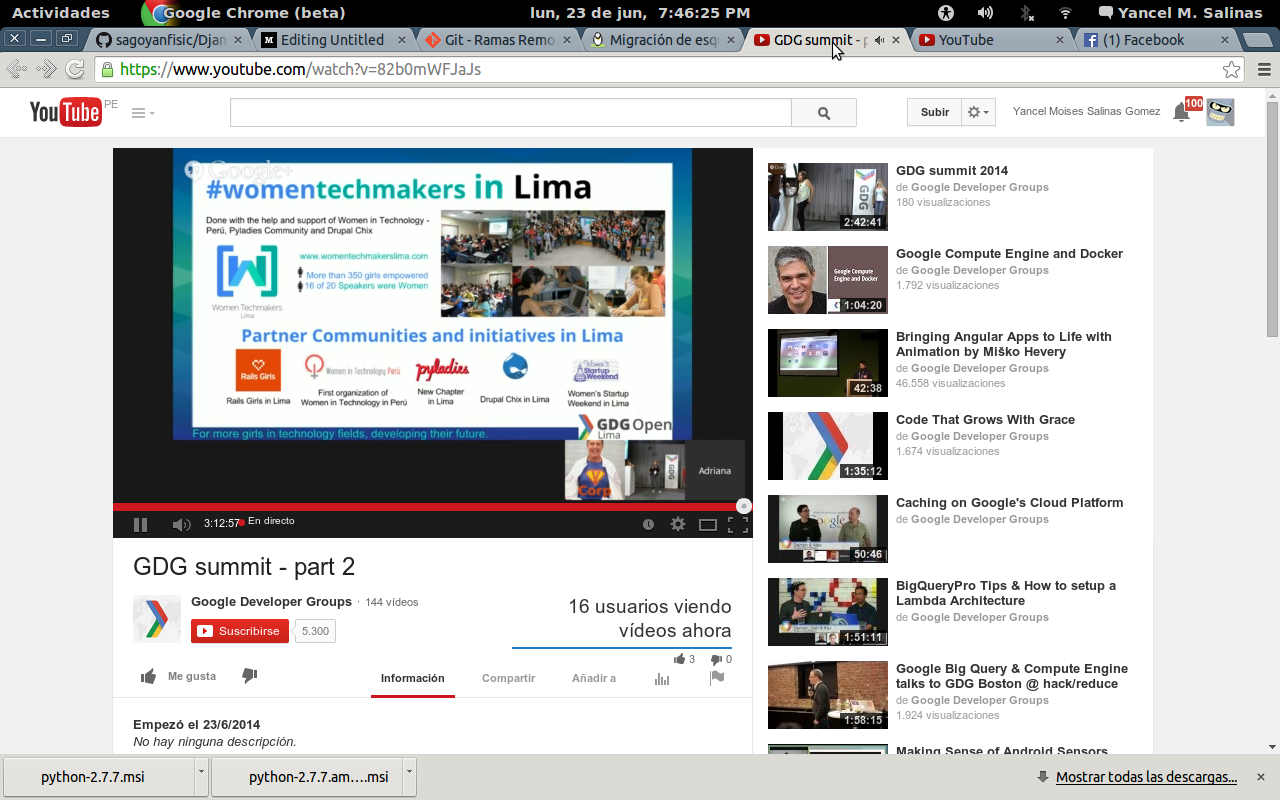 Actividades
Google Chrome (beta)
lun, 23 de jun, 7:46:25 PM
Yancel M. Salinas
sagoyanfisic/Djan
Editing Untitled
Git - Ramas Remo
Migración de esq
GDG summit - p
YouTube
(1) Facebook
https://www.youtube.com/watch?v=82b0mWFJaJs
YouTube PE
Subir
Yancel Moises Salinas Gomez
100
Google+
#womentechmakers in Lima
Done with the help and support of Women in Technology -
Perú, Pyladies Community and Drupal Chix
www.womentechmakerslima.com
More than 350 girls empowered
16 of 20 Speakers were Women
Women Techmakers
Lima
Partner Communities and initiatives in Lima
Rails Girls
Women in Technology Perú
pyladies
Women's
Startup
Weekend
Rails Girls in Lima
First organization of
Women in Technology in Perú
New Chapter
in Lima
Drupal Chix in Lima
Women's Startup
Weekend in Lima
GDG Open
Lima
For more girls in technology fields, developing their future.
Corp
Adriana
3:12:57
En directo
GDG summit - part 2
Google Developer Groups · 144 vídeos
Suscribirse
5.300
16 usuarios viendo
vídeos ahora
3
0
Me gusta
Información
Compartir
Añadir a
Empezó el 23/6/2014
No hay ninguna descripción.
GDG summit 2014
de Google Developer Groups
180 visualizaciones
2:42:41
Google Compute Engine and Docker
de Google Developer Groups
1.792 visualizaciones
Google Compute
Engine and Docker
1:04:20
Bringing Angular Apps to Life with
Animation by Miško Hevery
de Google Developer Groups
46.558 visualizaciones
42:38
Code That Grows With Grace
de Google Developer Groups
1.674 visualizaciones
1:35:12
Caching on Google's Cloud Platform
de Google Developer Groups
50:46
BigQueryPro Tips & How to setup a
Lambda Architecture
de Google Developer Groups
1:51:11
Google Big Query & Compute Engine
talks to GDG Boston @ hack/reduce
de Google Developer Groups
1.924 visualizaciones
1:58:15
Making Sense of Android Sensors
python-2.7.7.msi
python-2.7.7.am....msi
Mostrar todas las descargas...